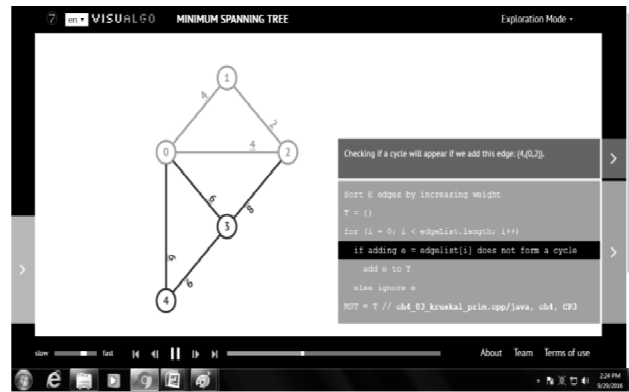 7 en VISUALGO MINIMUM SPANNING TREE Exploration Mode
1
4
2
0
4
2
6
8
3
9
9
4
Checking if a cycle will appear if we add this edge: (4,(0,2)).
Sort E edges by increasing weight
T = {}
for (i = 0; i < edgeList.length; i++)
if adding e = edgelist[i] does not form a cycle
add e to T
else ignore e
MST = T // ch4_03_kruskal_prim.cpp/java, ch4, CP3
slow fast About Team Terms of use
2:24 PM
9/29/2016